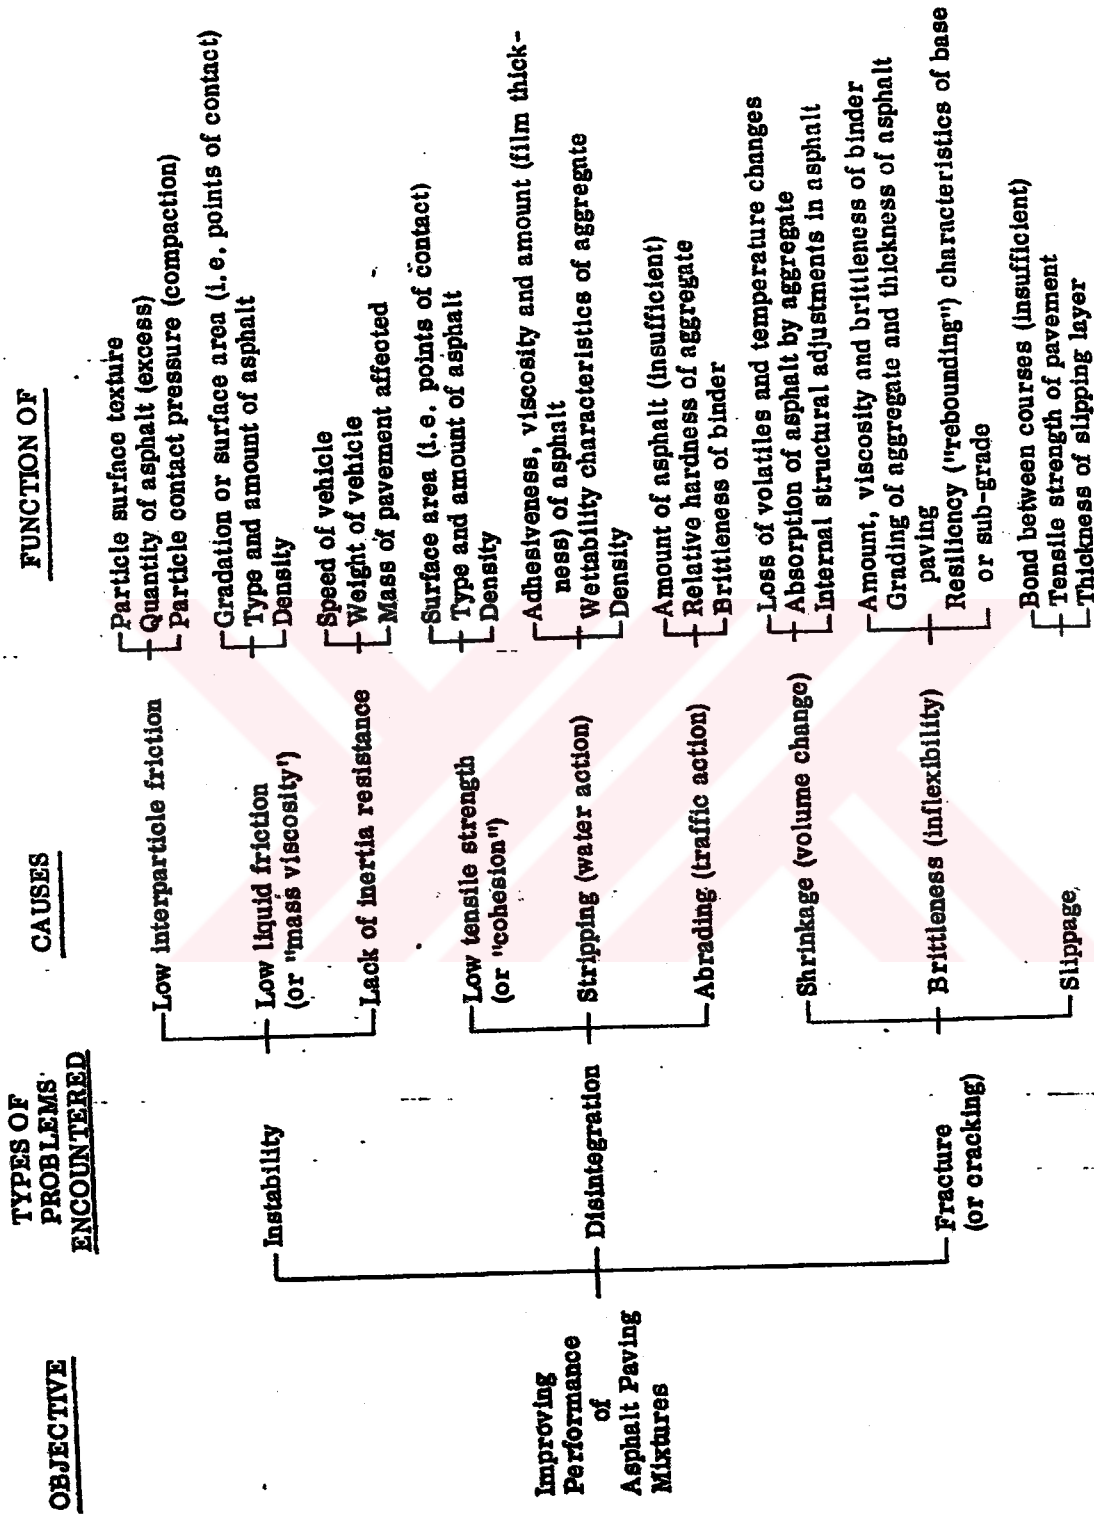 OBJECTIVE
TYPES OF
PROBLEMS
ENCOUNTERED
CAUSES
FUNCTION OF
Improving
Performance
of
Asphalt Paving
Mixtures
Instability
Low interparticle friction
Particle surface texture
Quantity of asphalt (excess)
Particle contact pressure (compaction)
Low liquid friction
(or "mass viscosity")
Gradation or surface area (i.e. points of contact)
Type and amount of asphalt
Density
Lack of inertia resistance
Speed of vehicle
Weight of vehicle
Mass of pavement affected
Disintegration
Low tensile strength
(or "cohesion")
Surface area (i.e. points of contact)
Type and amount of asphalt
Density
Stripping (water action)
Adhesiveness, viscosity and amount (film thick-
ness) of asphalt
Wettability characteristics of aggregate
Density
Abrading (traffic action)
Amount of asphalt (insufficient)
Relative hardness of aggregate
Brittleness of binder
Fracture
(or cracking)
Shrinkage (volume change)
Loss of volatiles and temperature changes
Absorption of asphalt by aggregate
Internal structural adjustments in asphalt
Brittleness (inflexibility)
Amount, viscosity and brittleness of binder
Grading of aggregate and thickness of asphalt
paving
Resiliency ("rebounding") characteristics of base
or sub-grade
Slippage
Bond between courses (insufficient)
Tensile strength of pavement
Thickness of slipping layer